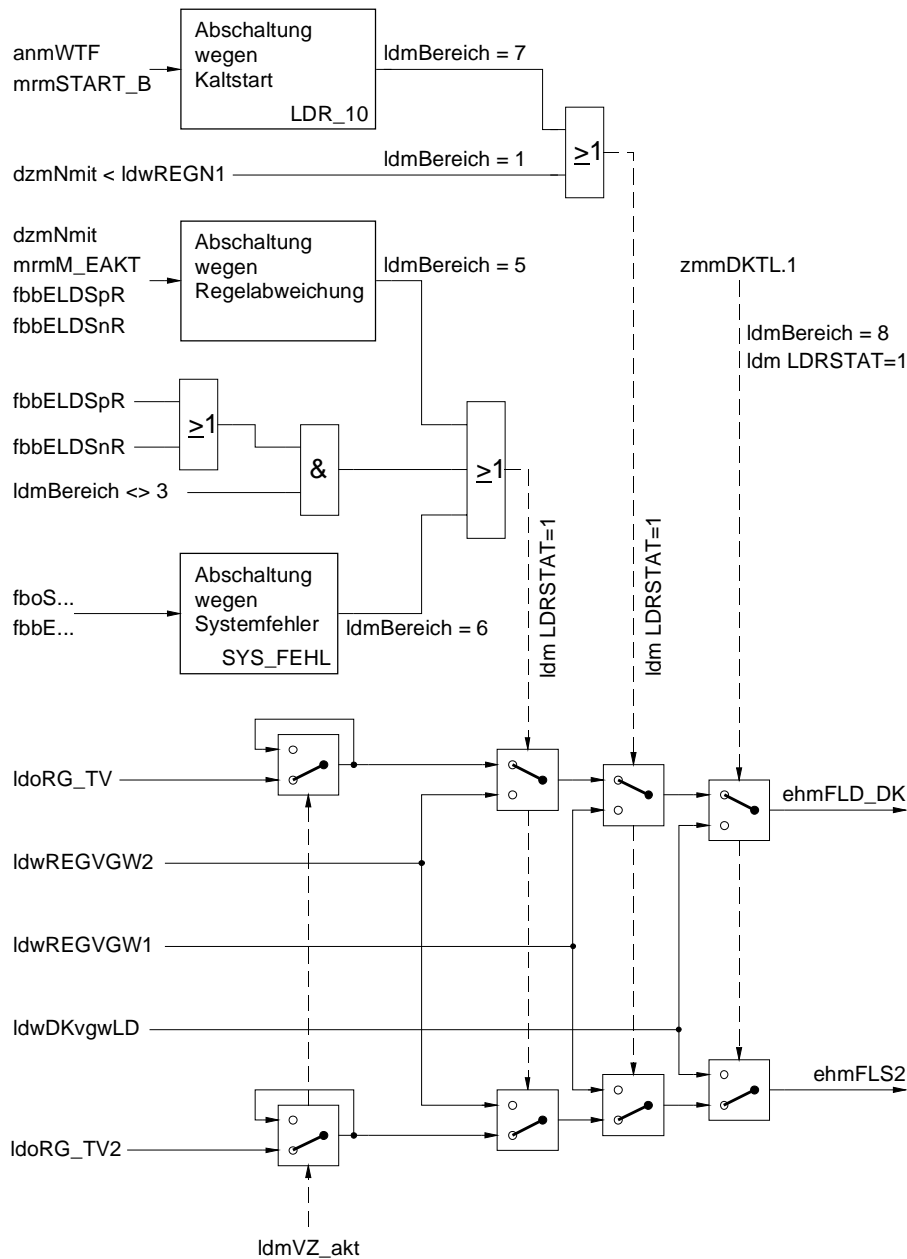 anmWTF
mrmSTART_B
Abschaltung
wegen
Kaltstart
LDR_10
ldmBereich = 7
dzmNmit < ldwREGN1
ldmBereich = 1
≥1
dzmNmit
mrmM_EAKT
fbbELDSpR
fbbELDSnR
Abschaltung
wegen
Regelabweichung
ldmBereich = 5
zmmDKTL.1
ldmBereich = 8
ldm LDRSTAT=1
fbbELDSpR
fbbELDSnR
≥1
ldmBereich <> 3
&
≥1
ldm LDRSTAT=1
ldm LDRSTAT=1
fboS...
fbbE...
Abschaltung
wegen
Systemfehler
SYS_FEHL
ldmBereich = 6
ldoRG_TV
ehmFLD_DK
ldwREGVGW2
ldwREGVGW1
ldwDKvgwLD
ehmFLS2
ldoRG_TV2
ldmVZ_akt